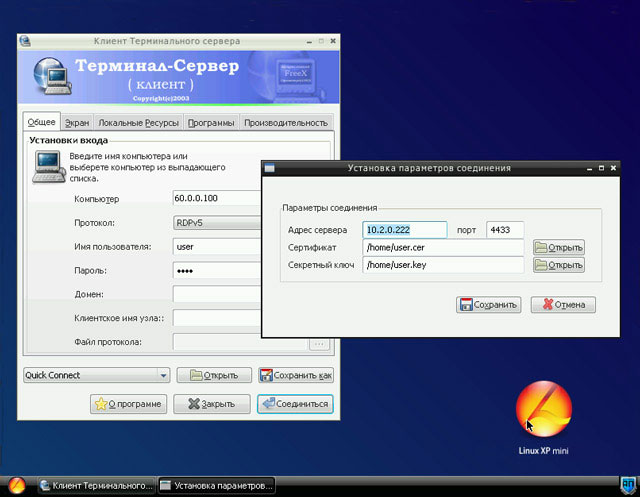 Клиент Терминального сервера
Терминал-Сервер
( клиент )
Copyright(c)2003
FreeX
Общее
Экран
Локальные Ресурсы
Программы
Производительность
Установки входа
Введите имя компьютера или
выберете компьютер из выпадающего
списка.
Компьютер
60.0.0.100
Протокол:
RDPv5
Имя пользователя:
user
Пароль:
••••
Домен:
Клиентское имя узла::
Файл протокола:
...
Quick Connect
Открыть
Сохранить как
О программе
Закрыть
Соединиться
Установка параметров соединения
Параметры соединения
Адрес сервера
10.2.0.222
порт
4433
Сертификат
/home/user.cer
Открыть
Секретный ключ
/home/user.key
Открыть
Сохранить
Отмена
Linux XP mini
Клиент Терминального...
Установка параметров...